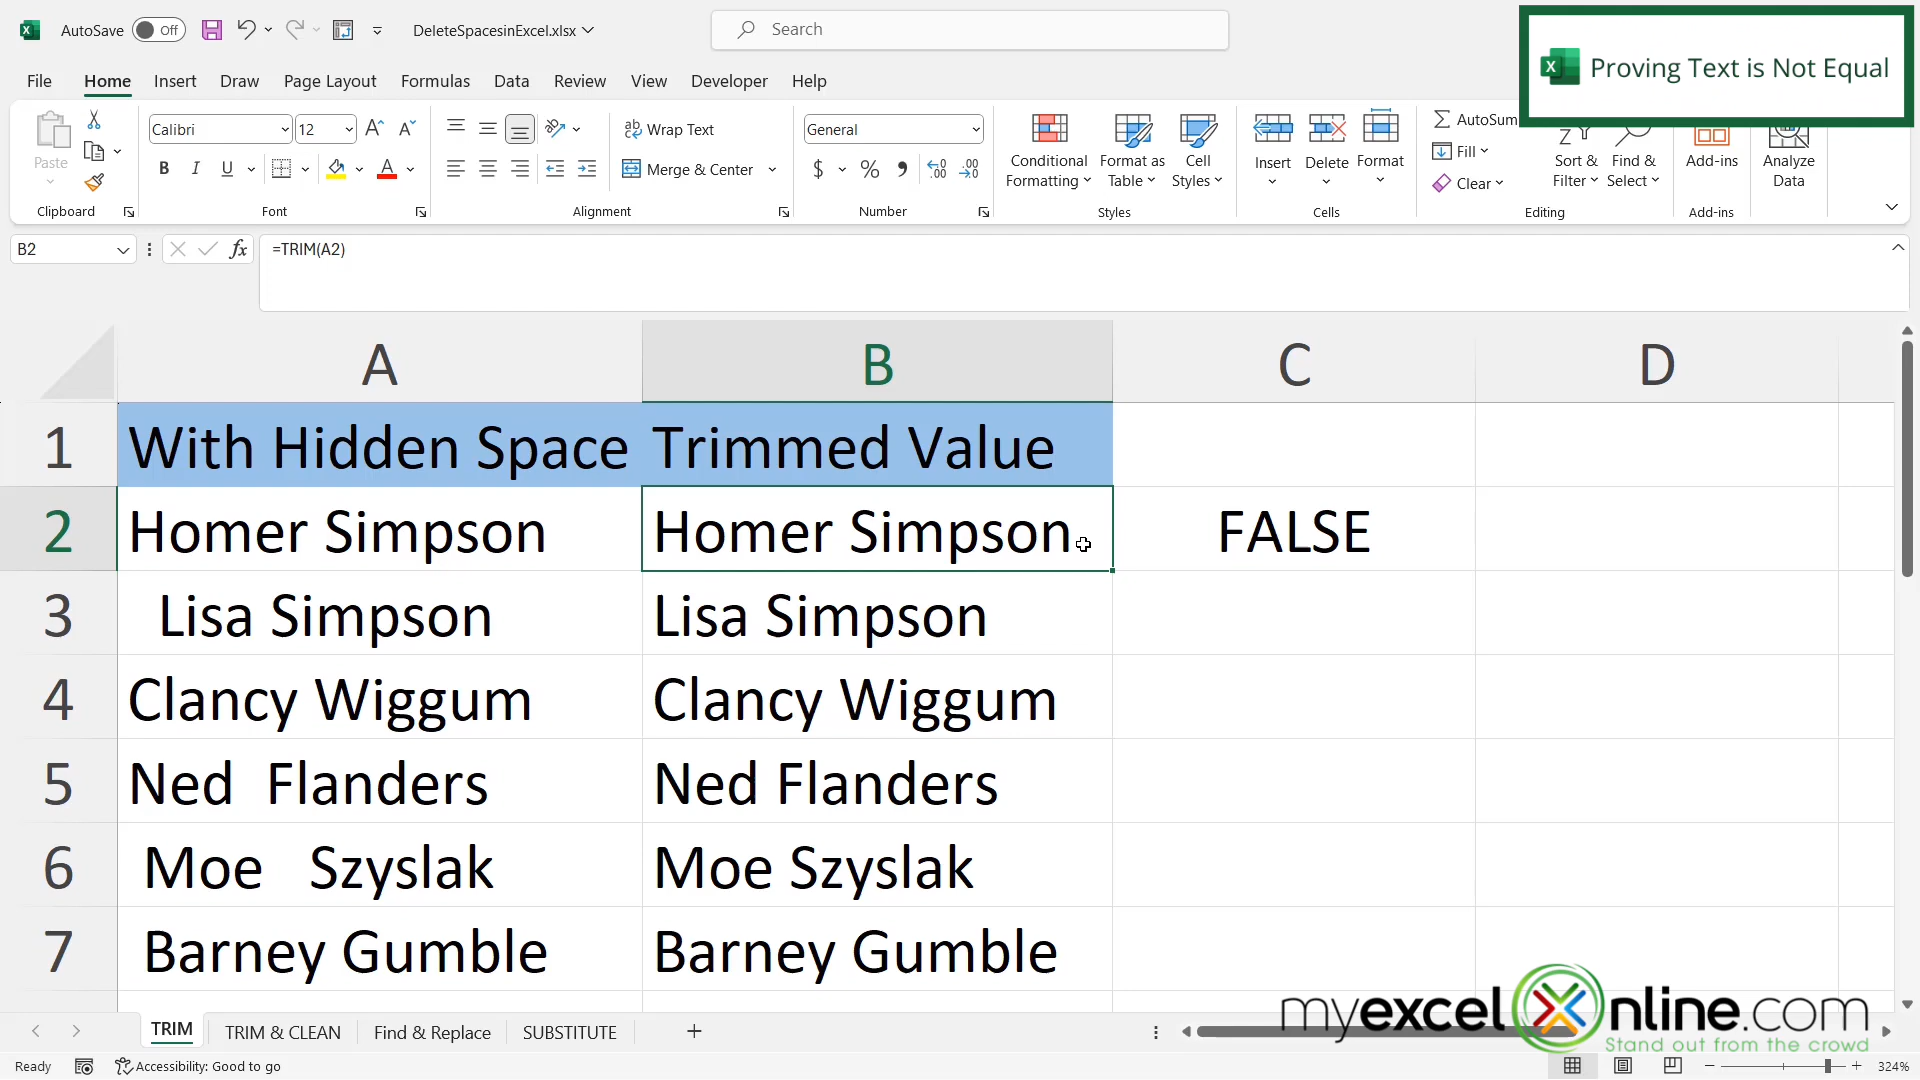 AutoSave Off DeleteSpacesinExcel.xlsx Search
Proving Text is Not Equal
File Home Insert Draw Page Layout Formulas Data Review View Developer Help
Paste
Clipboard
Calibri 12
B I U
Font
Wrap Text
Merge & Center
Alignment
General
$ % , .00
Number
Conditional Formatting
Format as Table
Cell Styles
Styles
Insert Delete Format
Cells
AutoSum
Fill
Clear
Sort & Filter
Find & Select
Editing
Add-ins
Add-ins
Analyze Data
B2 fx =TRIM(A2)
A B C D
1 With Hidden Space Trimmed Value
2 Homer Simpson Homer Simpson FALSE
3 Lisa Simpson Lisa Simpson
4 Clancy Wiggum Clancy Wiggum
5 Ned  Flanders Ned Flanders
6 Moe   Szyslak Moe Szyslak
7 Barney Gumble Barney Gumble
myexcelonline.com
Stand out from the crowd
TRIM TRIM & CLEAN Find & Replace SUBSTITUTE
Ready Accessibility: Good to go 324%